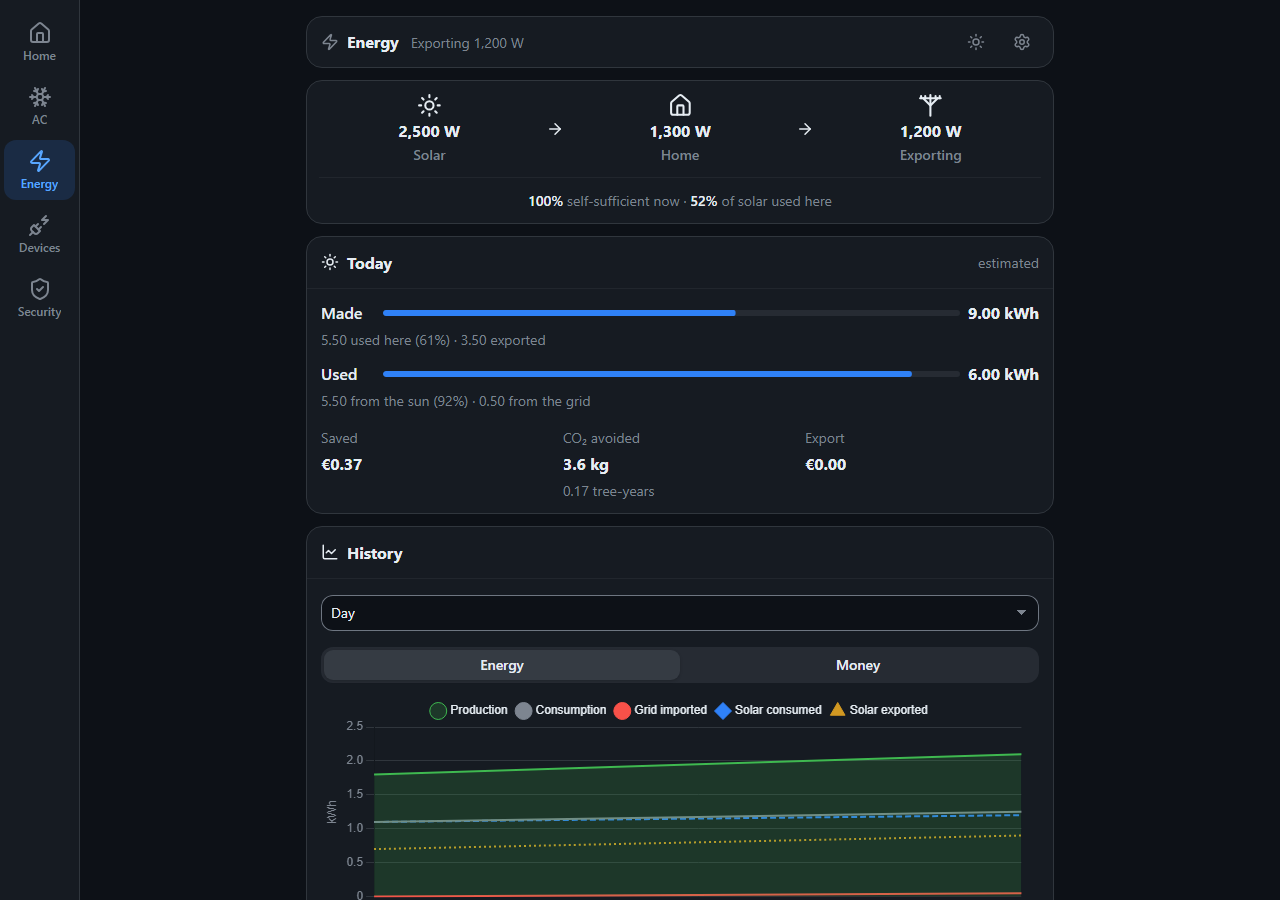 Home
AC
Energy
Devices
Security
Energy Exporting 1,200 W
2,500 W
Solar
1,300 W
Home
1,200 W
Exporting
100% self-sufficient now · 52% of solar used here
Today
estimated
Made 9.00 kWh
5.50 used here (61%) · 3.50 exported
Used 6.00 kWh
5.50 from the sun (92%) · 0.50 from the grid
Saved
€0.37
CO₂ avoided
3.6 kg
0.17 tree-years
Export
€0.00
History
Day
Energy Money
Production Consumption Grid imported Solar consumed Solar exported
kWh
2.5
2.0
1.5
1.0
0.5
0